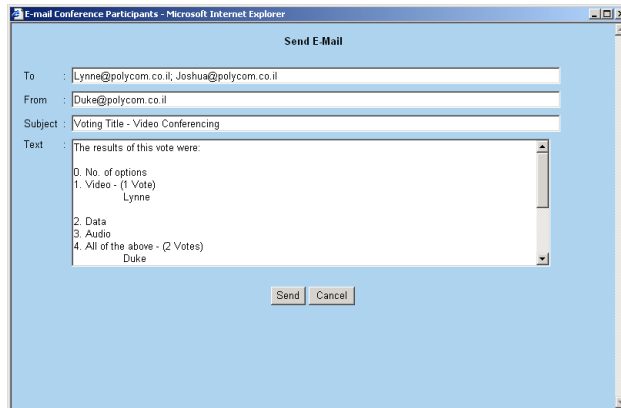 E-mail Conference Participants - Microsoft Internet Explorer
Send E-Mail
To : Lynne@polycom.co.il; Joshua@polycom.co.il
From : Duke@polycom.co.il
Subject : Voting Title - Video Conferencing
Text : The results of this vote were:
0. No. of options
1. Video - (1 Vote)
Lynne
2. Data
3. Audio
4. All of the above - (2 Votes)
Duke
Send Cancel